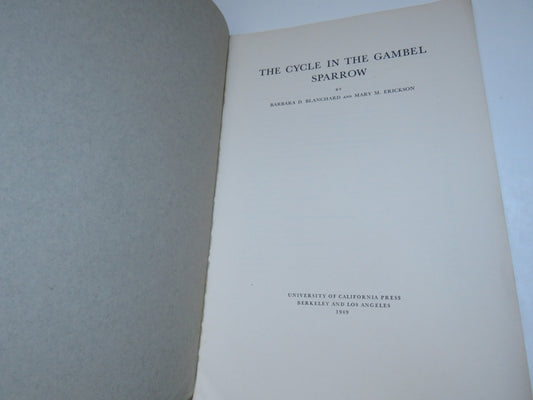 THE CYCLE IN THE GAMBEL
SPARROW
BY
BARBARA D. BLANCHARD AND MARY M. ERICKSON
UNIVERSITY OF CALIFORNIA PRESS
BERKELEY AND LOS ANGELES
1949